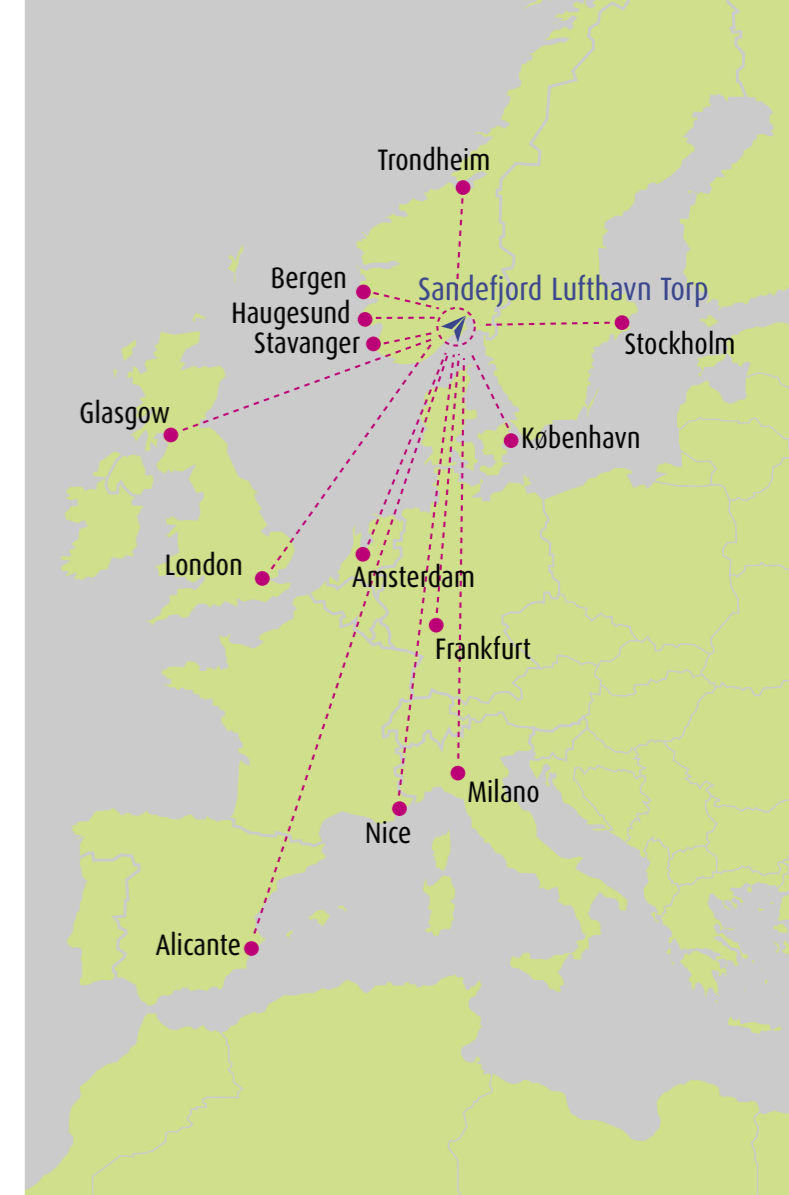 Trondheim
Bergen
Sandefjord Lufthavn Torp
Haugesund
Stavanger
Stockholm
Glasgow
København
London
Amsterdam
Frankfurt
Milano
Nice
Alicante